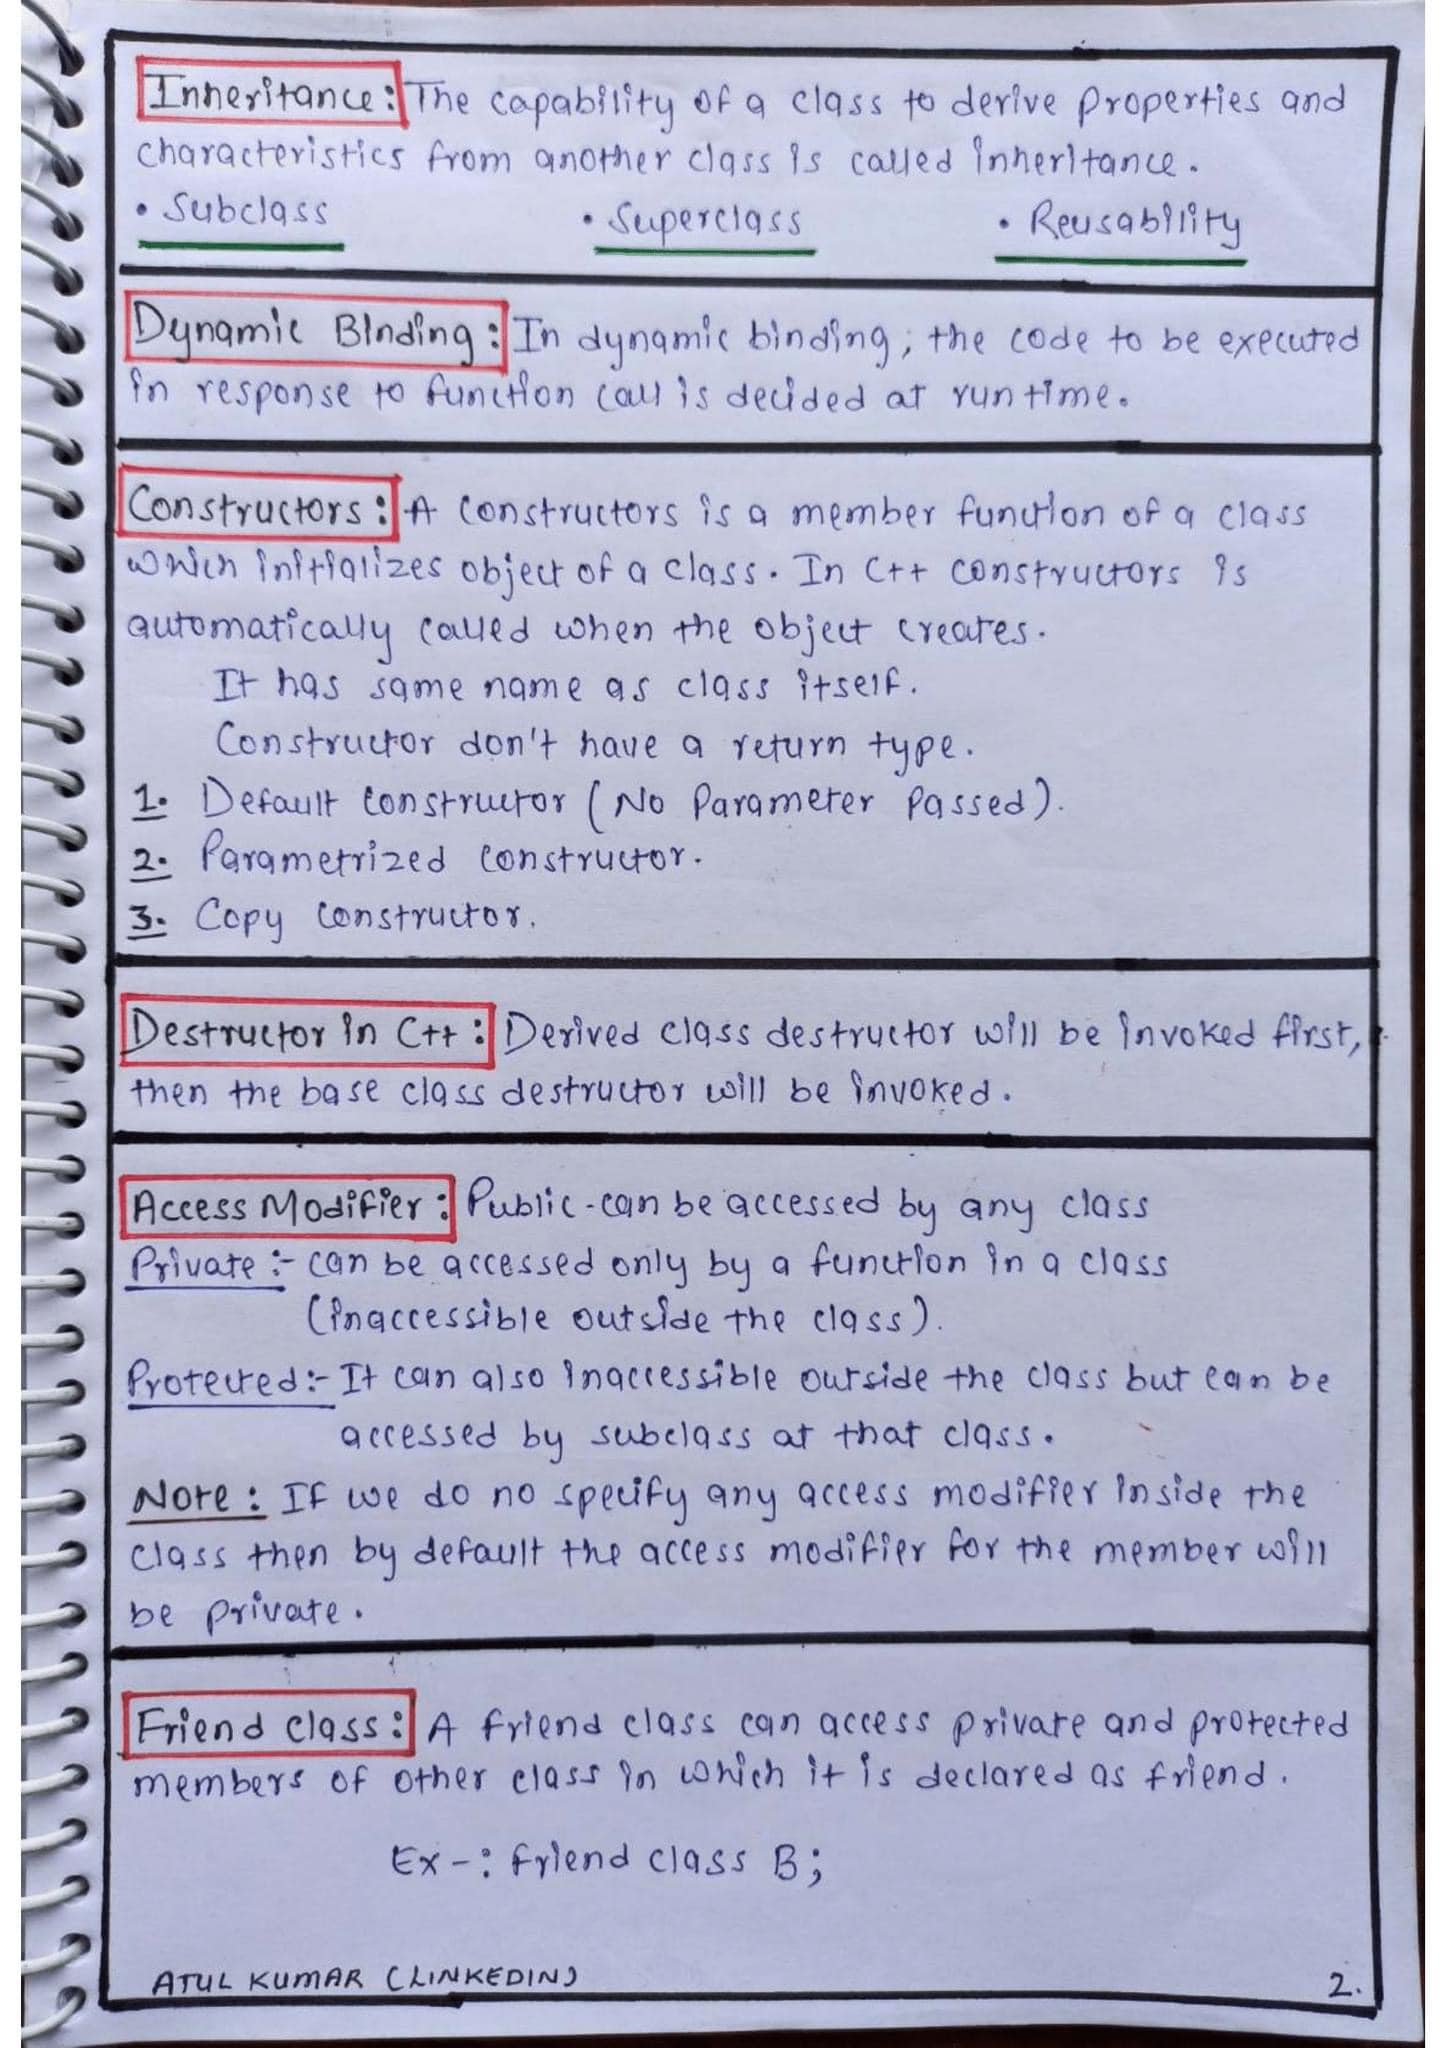 Inheritance: The capability of a class to derive properties and
characteristics from another class is called inheritance.
• Subclass • Superclass • Reusability
Dynamic Binding: In dynamic binding, the code to be executed
in response to function call is decided at runtime.
Constructors: A constructors is a member function of a class
which initializes object of a class. In C++ constructors is
automatically called when the object creates.
It has same name as class itself.
Constructor don't have a return type.
1. Default constructor (No Parameter Passed).
2. Parametrized constructor.
3. Copy constructor.
Destructor in C++: Derived class destructor will be invoked first,
then the base class destructor will be invoked.
Access Modifier: Public-can be accessed by any class
Private :- can be accessed only by a function in a class
(inaccessible outside the class).
Protected:- It can also inaccessible outside the class but can be
accessed by subclass at that class.
Note: If we do no specify any access modifier inside the
class then by default the access modifier for the member will
be private.
Friend class: A friend class can access private and protected
members of other class in which it is declared as friend.
Ex-: friend class B;
ATUL KUMAR (LINKEDIN)
2.